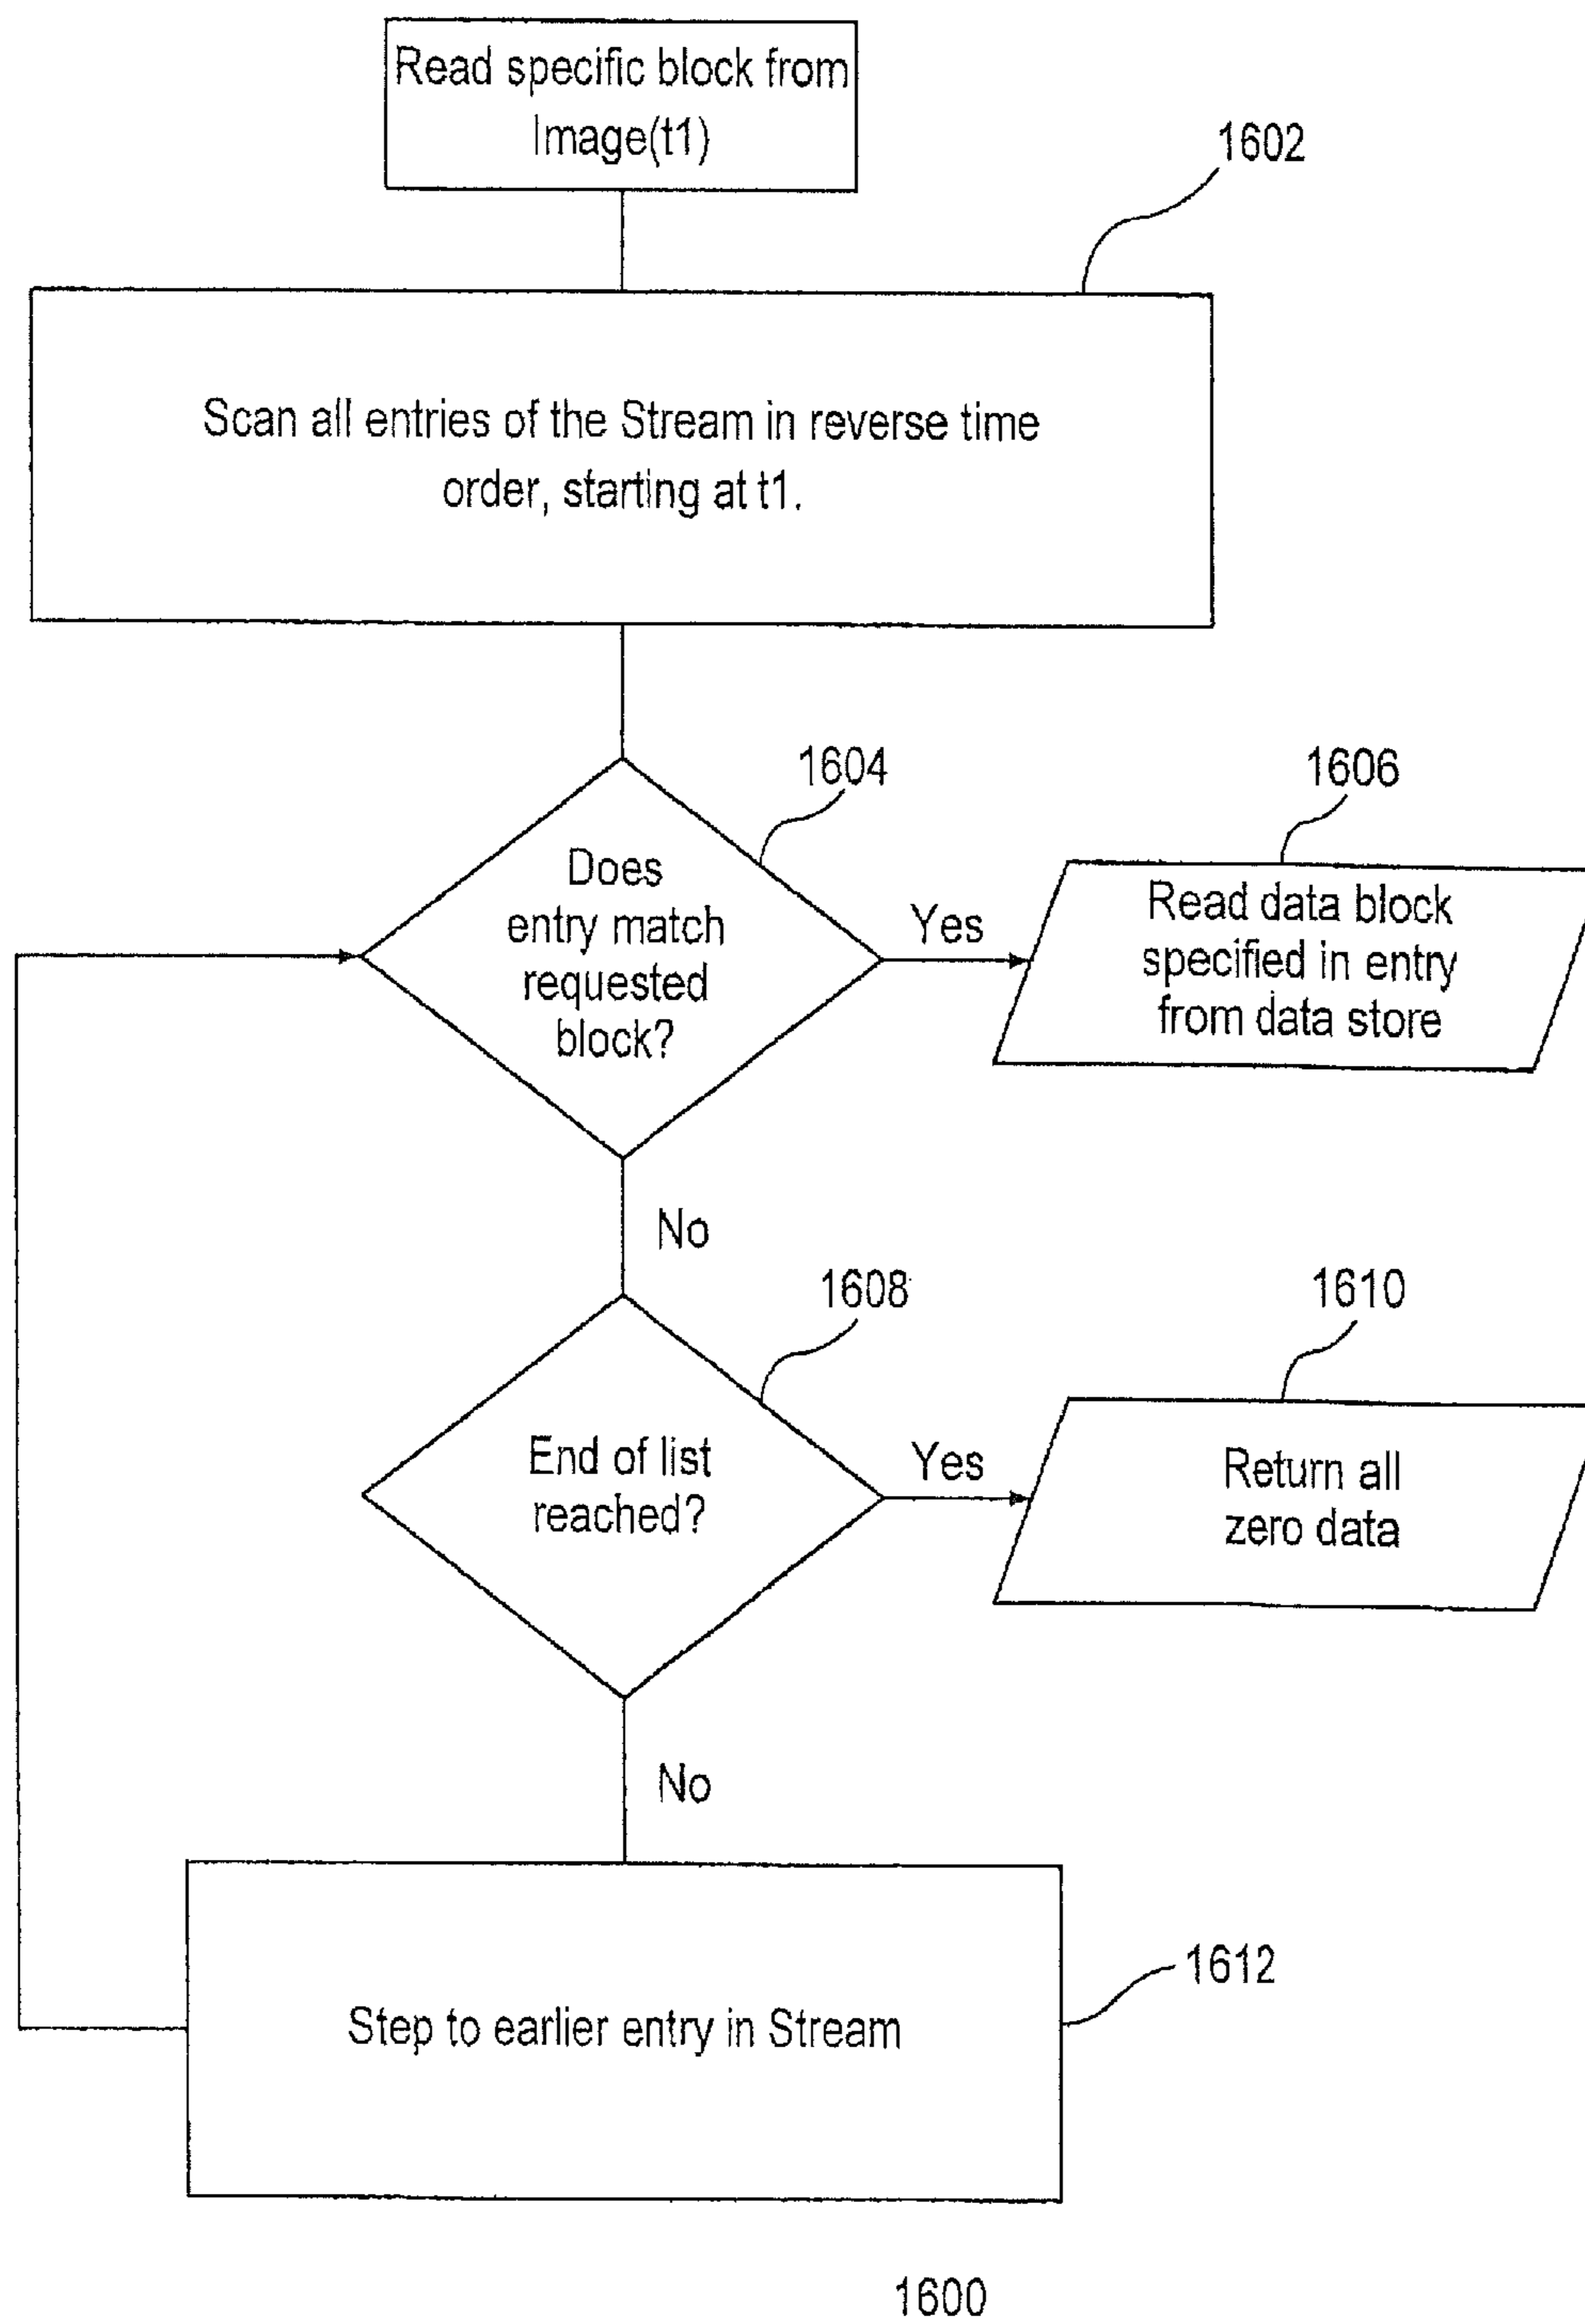 Read specific block from
Image(t1)
1602
Scan all entries of the Stream in reverse time
order, starting at t1.
1604
1606
Does
entry match
requested
block?
Yes
Read data block
specified in entry
from data store
No
1608
1610
End of list
reached?
Yes
Return all
zero data
No
1612
Step to earlier entry in Stream
1600